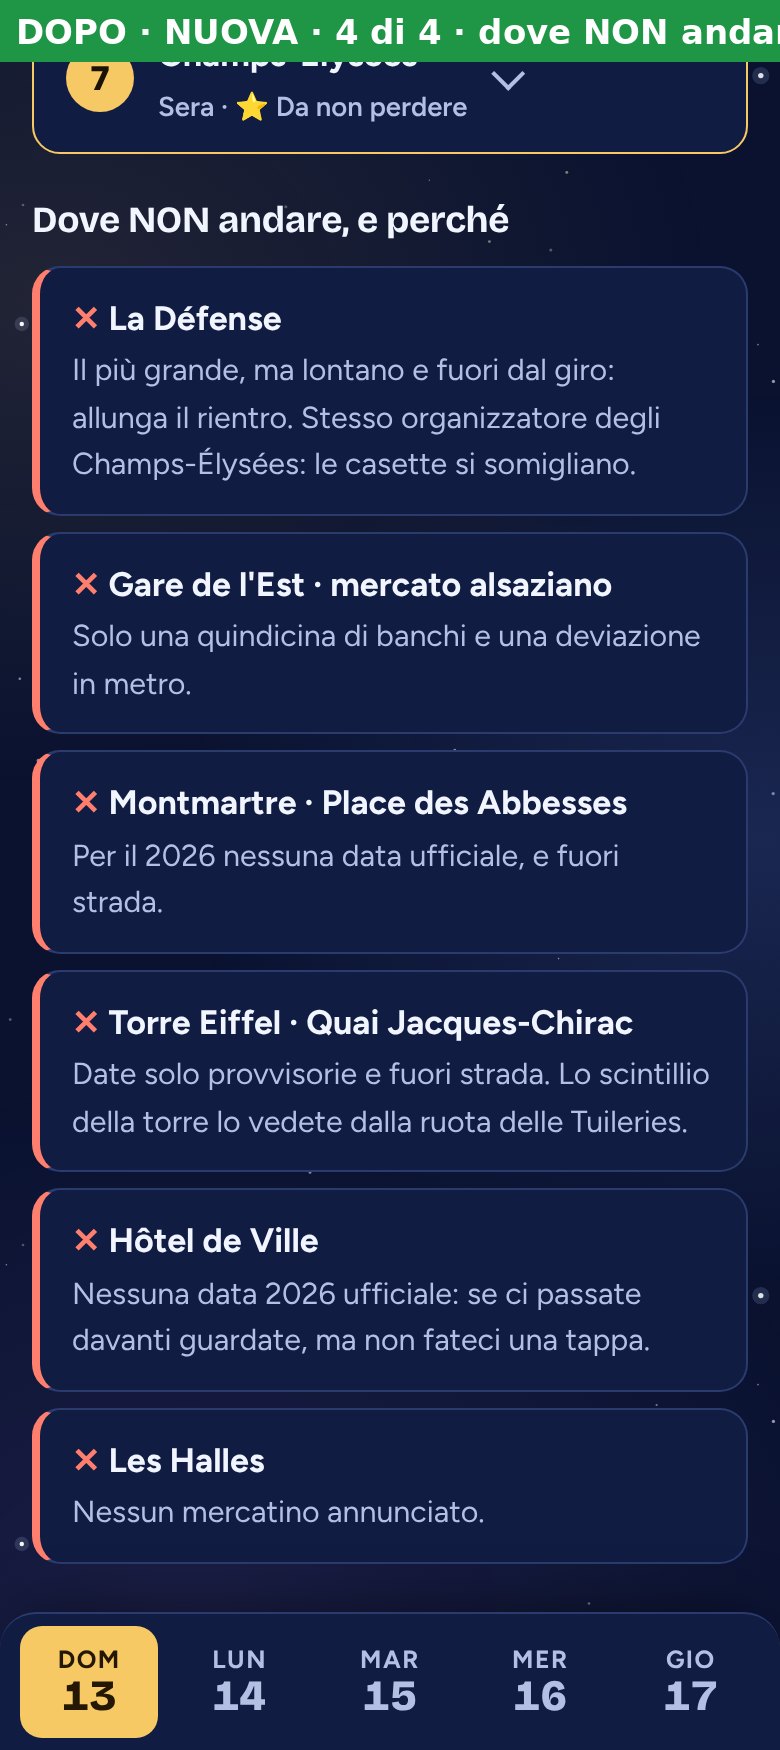 DOPO · NUOVA · 4 di 4 · dove NON andar
7
Champs-Élysées
Sera · ⭐ Da non perdere
Dove NON andare, e perché
✕ La Défense
Il più grande, ma lontano e fuori dal giro:
allunga il rientro. Stesso organizzatore degli
Champs-Élysées: le casette si somigliano.
✕ Gare de l'Est · mercato alsaziano
Solo una quindicina di banchi e una deviazione
in metro.
✕ Montmartre · Place des Abbesses
Per il 2026 nessuna data ufficiale, e fuori
strada.
✕ Torre Eiffel · Quai Jacques-Chirac
Date solo provvisorie e fuori strada. Lo scintillio
della torre lo vedete dalla ruota delle Tuileries.
✕ Hôtel de Ville
Nessuna data 2026 ufficiale: se ci passate
davanti guardate, ma non fateci una tappa.
✕ Les Halles
Nessun mercatino annunciato.
DOM LUN MAR MER GIO
13 14 15 16 17